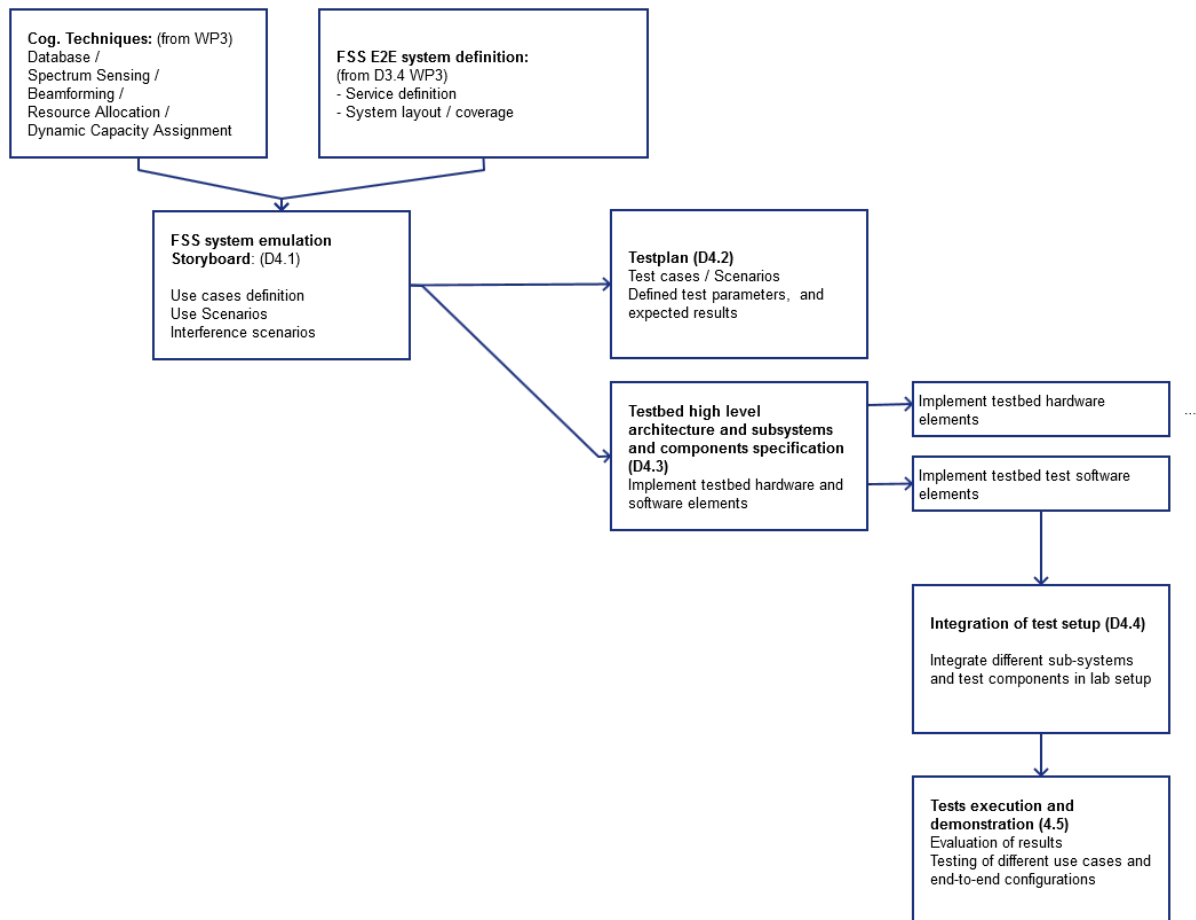 Cog. Techniques: (from WP3)
Database /
Spectrum Sensing /
Beamforming /
Resource Allocation /
Dynamic Capacity Assignment
FSS E2E system definition:
(from D3.4 WP3)
- Service definition
- System layout / coverage
FSS system emulation
Storyboard: (D4.1)
Use cases definition
Use Scenarios
Interference scenarios
Testplan (D4.2)
Test cases / Scenarios
Defined test parameters, and
expected results
Testbed high level
architecture and subsystems
and components specification
(D4.3)
Implement testbed hardware and
software elements
Implement testbed hardware
elements
...
Implement testbed test software
elements
Integration of test setup (D4.4)
Integrate different sub-systems
and test components in lab setup
Tests execution and
demonstration (4.5)
Evaluation of results
Testing of different use cases and
end-to-end configurations